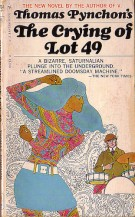 THE NEW NOVEL BY THE AUTHOR OF V.
Thomas Pynchon's
The Crying of
Lot 49
A BIZARRE, SATURNALIAN
PLUNGE INTO THE UNDERGROUND.
"A STREAMLINED DOOMSDAY MACHINE."
—THE NEW YORK TIMES